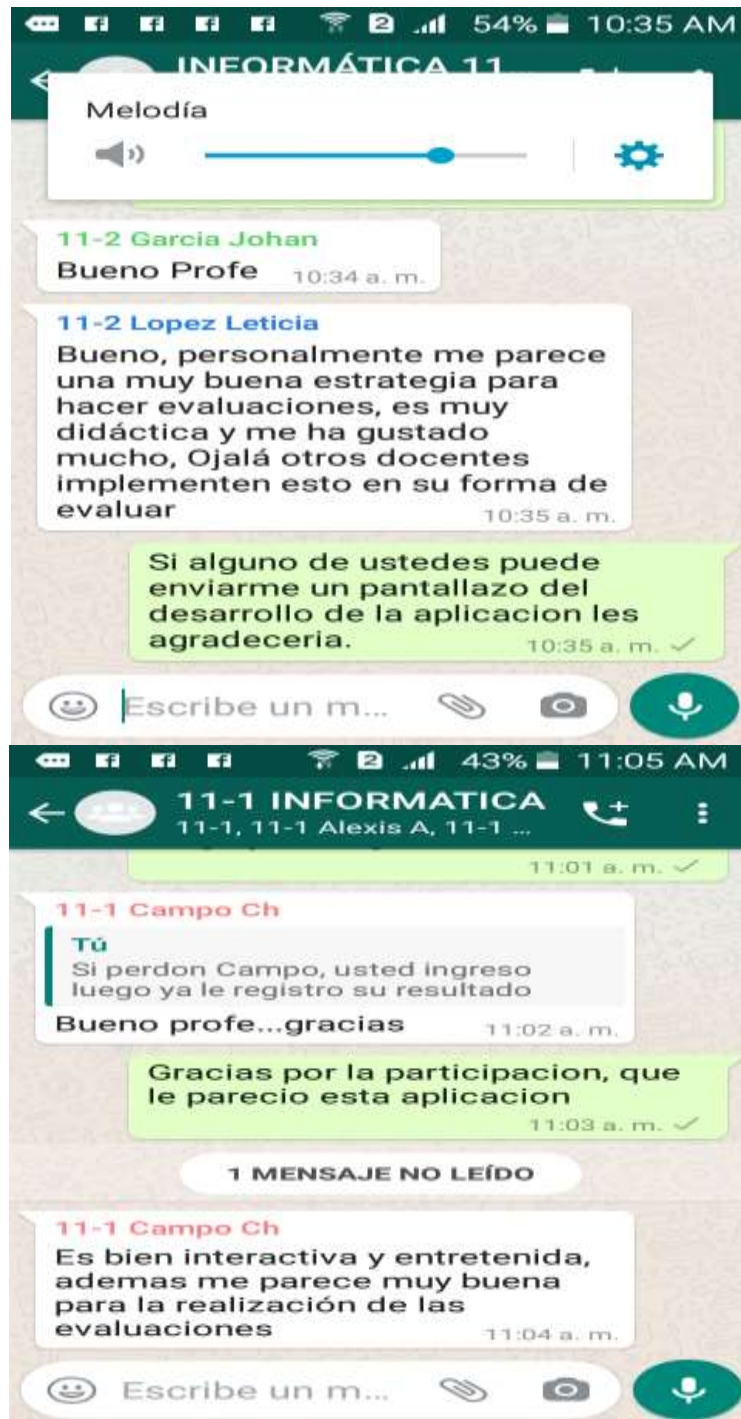 54% 10:35 AM
INFORMÁTICA 11
Melodía
11-2 Garcia Johan
Bueno Profe 10:34 a. m.
11-2 Lopez Leticia
Bueno, personalmente me parece
una muy buena estrategia para
hacer evaluaciones, es muy
didáctica y me ha gustado
mucho, Ojalá otros docentes
implementen esto en su forma de
evaluar 10:35 a. m.
Si alguno de ustedes puede
enviarme un pantallazo del
desarrollo de la aplicacion les
agradeceria. 10:35 a. m.
Escribe un m...
43% 11:05 AM
11-1 INFORMATICA
11-1, 11-1 Alexis A, 11-1 ...
11:01 a. m.
11-1 Campo Ch
Tú
Si perdon Campo, usted ingreso
luego ya le registro su resultado
Bueno profe...gracias 11:02 a. m.
Gracias por la participacion, que
le parecio esta aplicacion
11:03 a. m.
1 MENSAJE NO LEÍDO
11-1 Campo Ch
Es bien interactiva y entretenida,
ademas me parece muy buena
para la realización de las
evaluaciones 11:04 a. m.
Escribe un m...